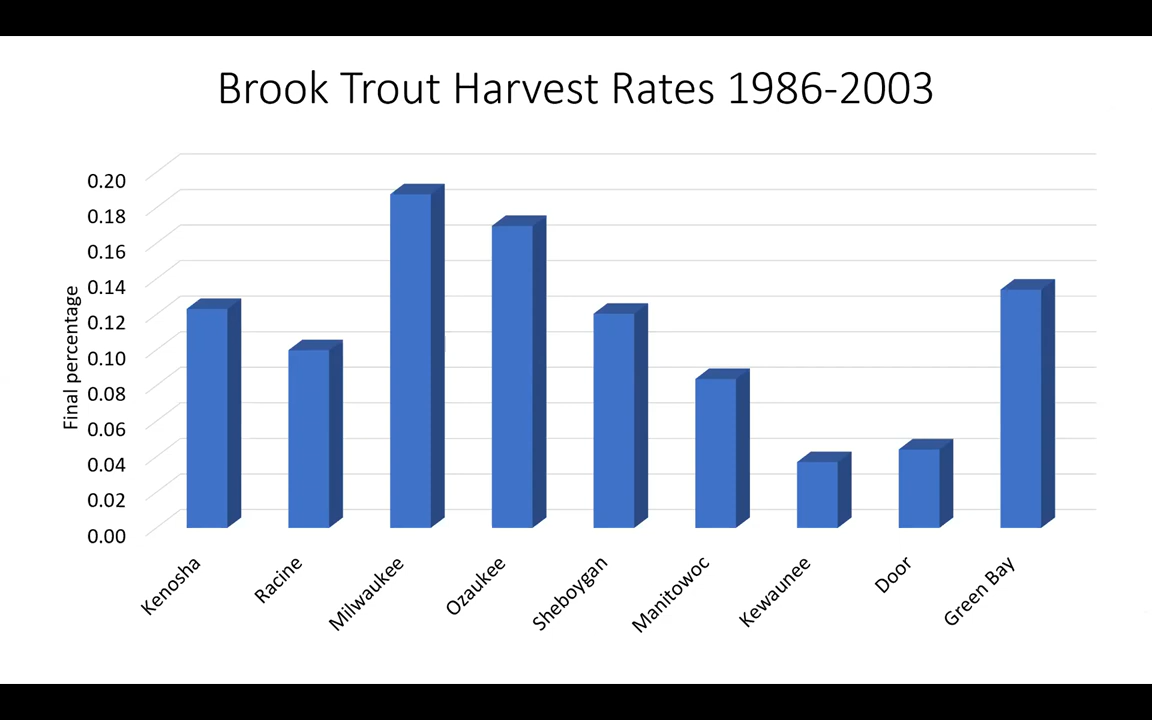 Brook Trout Harvest Rates 1986-2003
Final percentage
0.20
0.18
0.16
0.14
0.12
0.10
0.08
0.06
0.04
0.02
0.00
Kenosha
Racine
Milwaukee
Ozaukee
Sheboygan
Manitowoc
Kewaunee
Door
Green Bay